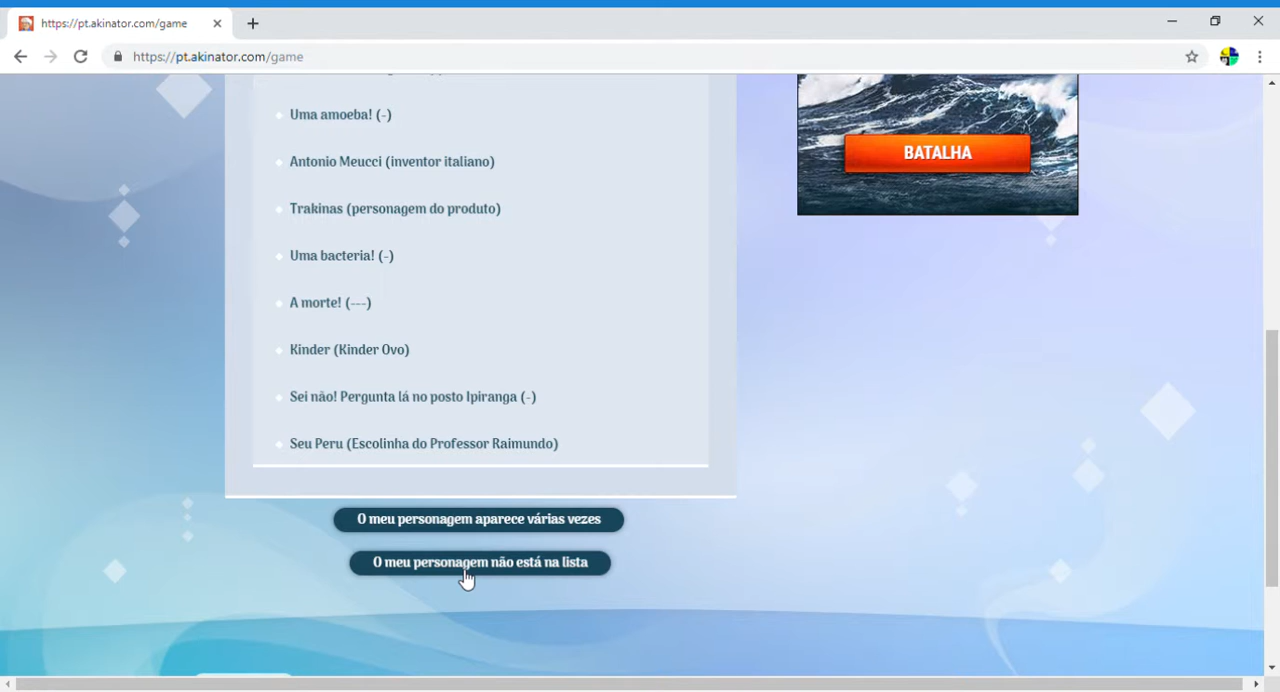 https://pt.akinator.com/game
https://pt.akinator.com/game
Uma amoeba! (-)
Antonio Meucci (inventor italiano)
Trakinas (personagem do produto)
Uma bacteria! (-)
A morte! (---)
Kinder (Kinder Ovo)
Sei não! Pergunta lá no posto Ipiranga (-)
Seu Peru (Escolinha do Professor Raimundo)
O meu personagem aparece várias vezes
O meu personagem não está na lista
BATALHA